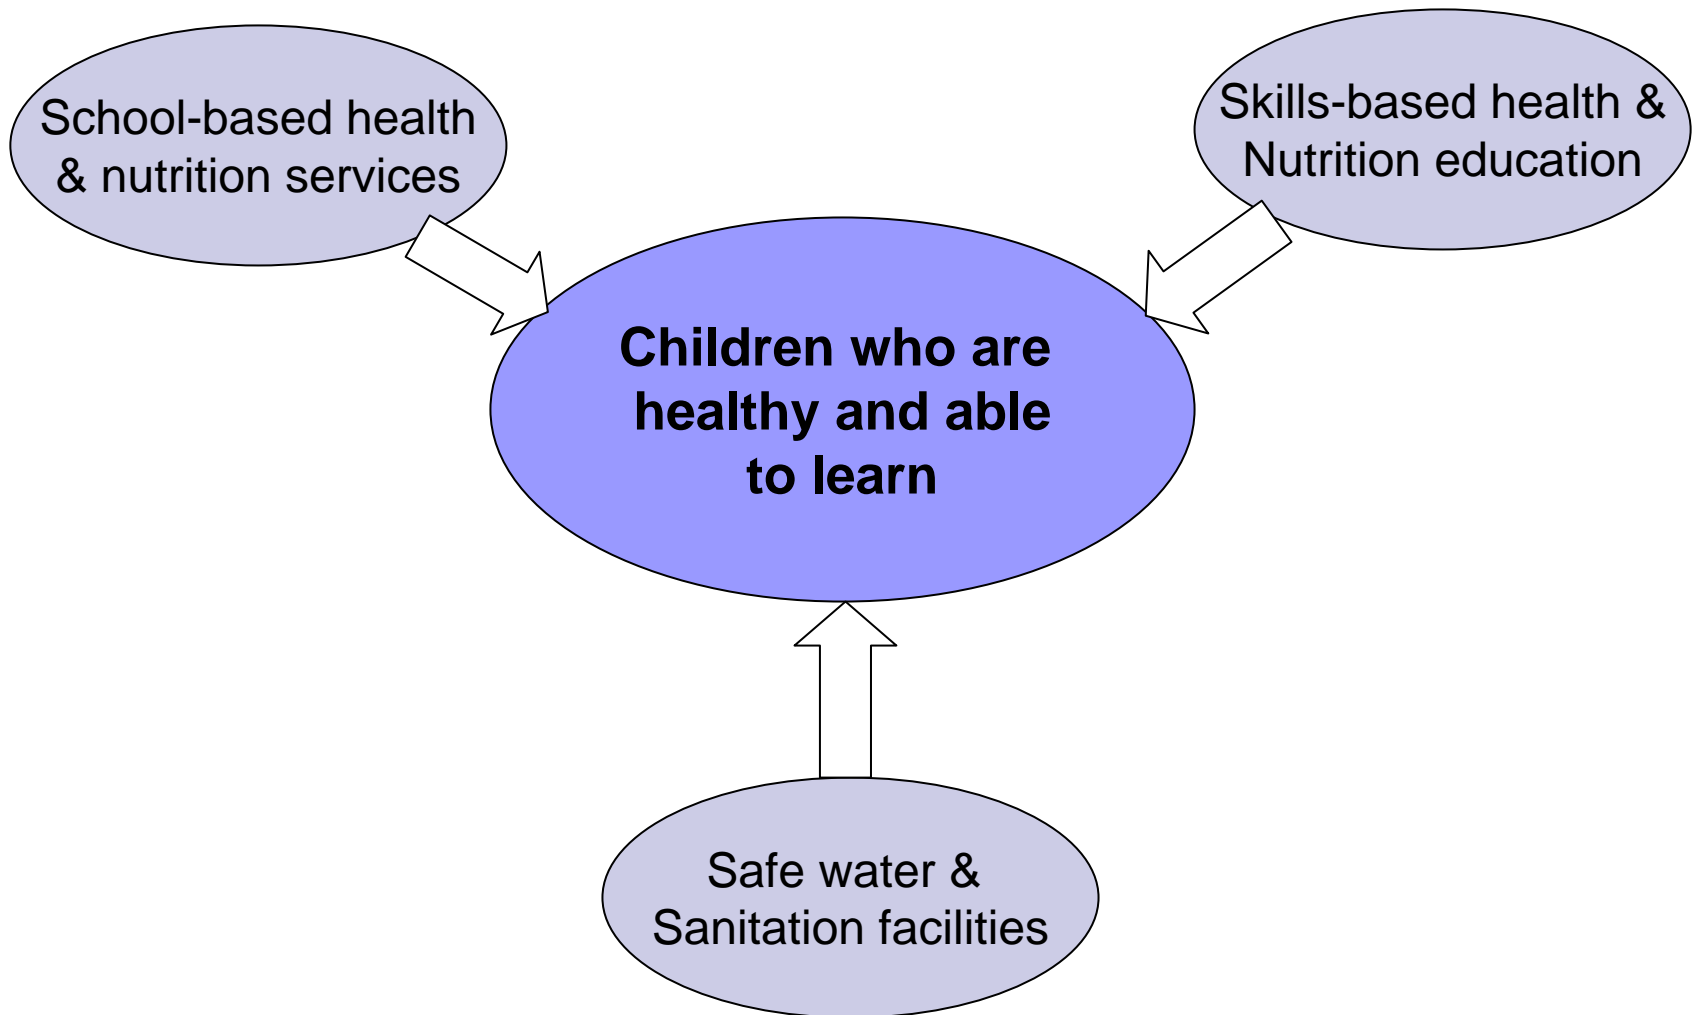 School-based health
& nutrition services
Skills-based health &
Nutrition education
Children who are
healthy and able
to learn
Safe water &
Sanitation facilities